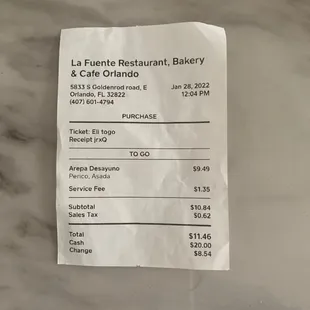 La Fuente Restaurant, Bakery
& Cafe Orlando
5833 S Goldenrod road, E Jan 28, 2022
Orlando, FL 32822 12:04 PM
(407) 601-4794
PURCHASE
Ticket: Eli togo
Receipt jrxQ
TO GO
Arepa Desayuno $9.49
Perico, Asada
Service Fee $1.35
Subtotal $10.84
Sales Tax $0.62
Total $11.46
Cash $20.00
Change $8.54